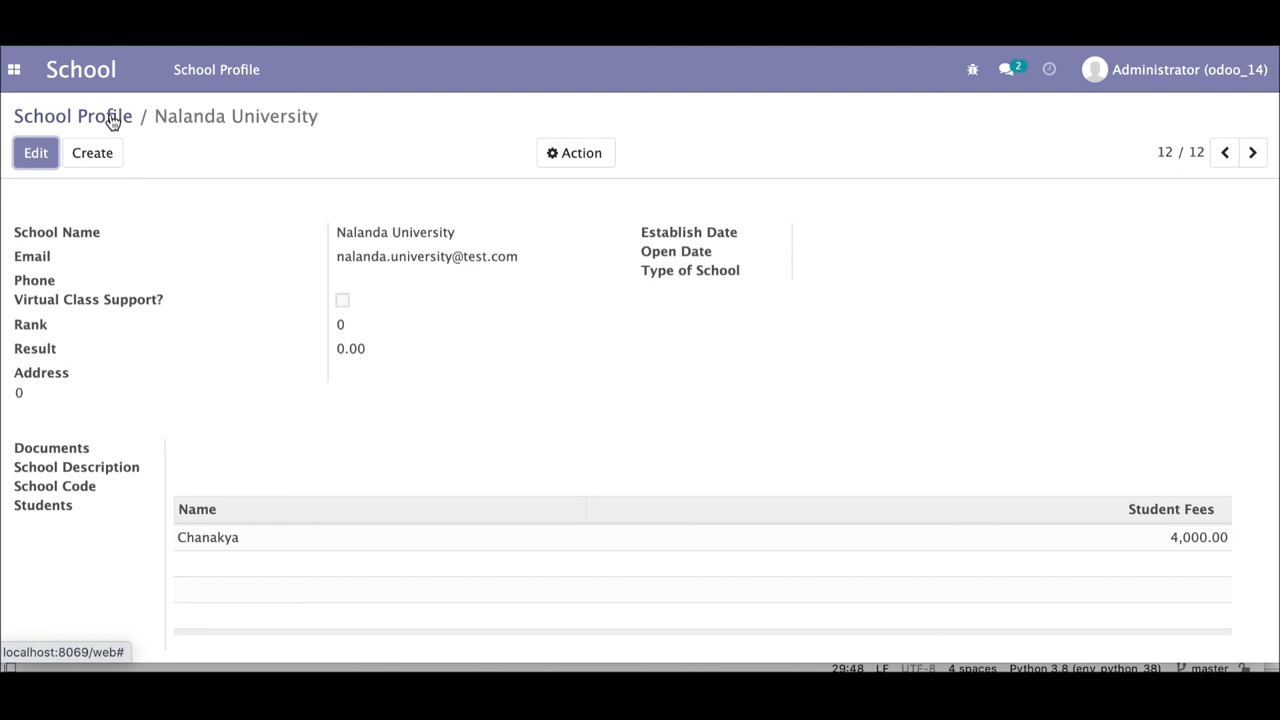 School School Profile 2 Administrator (odoo_14)
School Profile / Nalanda University
Edit Create Action 12 / 12
School Name Nalanda University Establish Date
Email nalanda.university@test.com Open Date
Phone Type of School
Virtual Class Support?
Rank 0
Result 0.00
Address
0
Documents
School Description
School Code
Students
Name Student Fees
Chanakya 4,000.00
localhost:8069/web#
29:48 LF UTF-8 4 spaces Python 3.8 (env_python_38) master